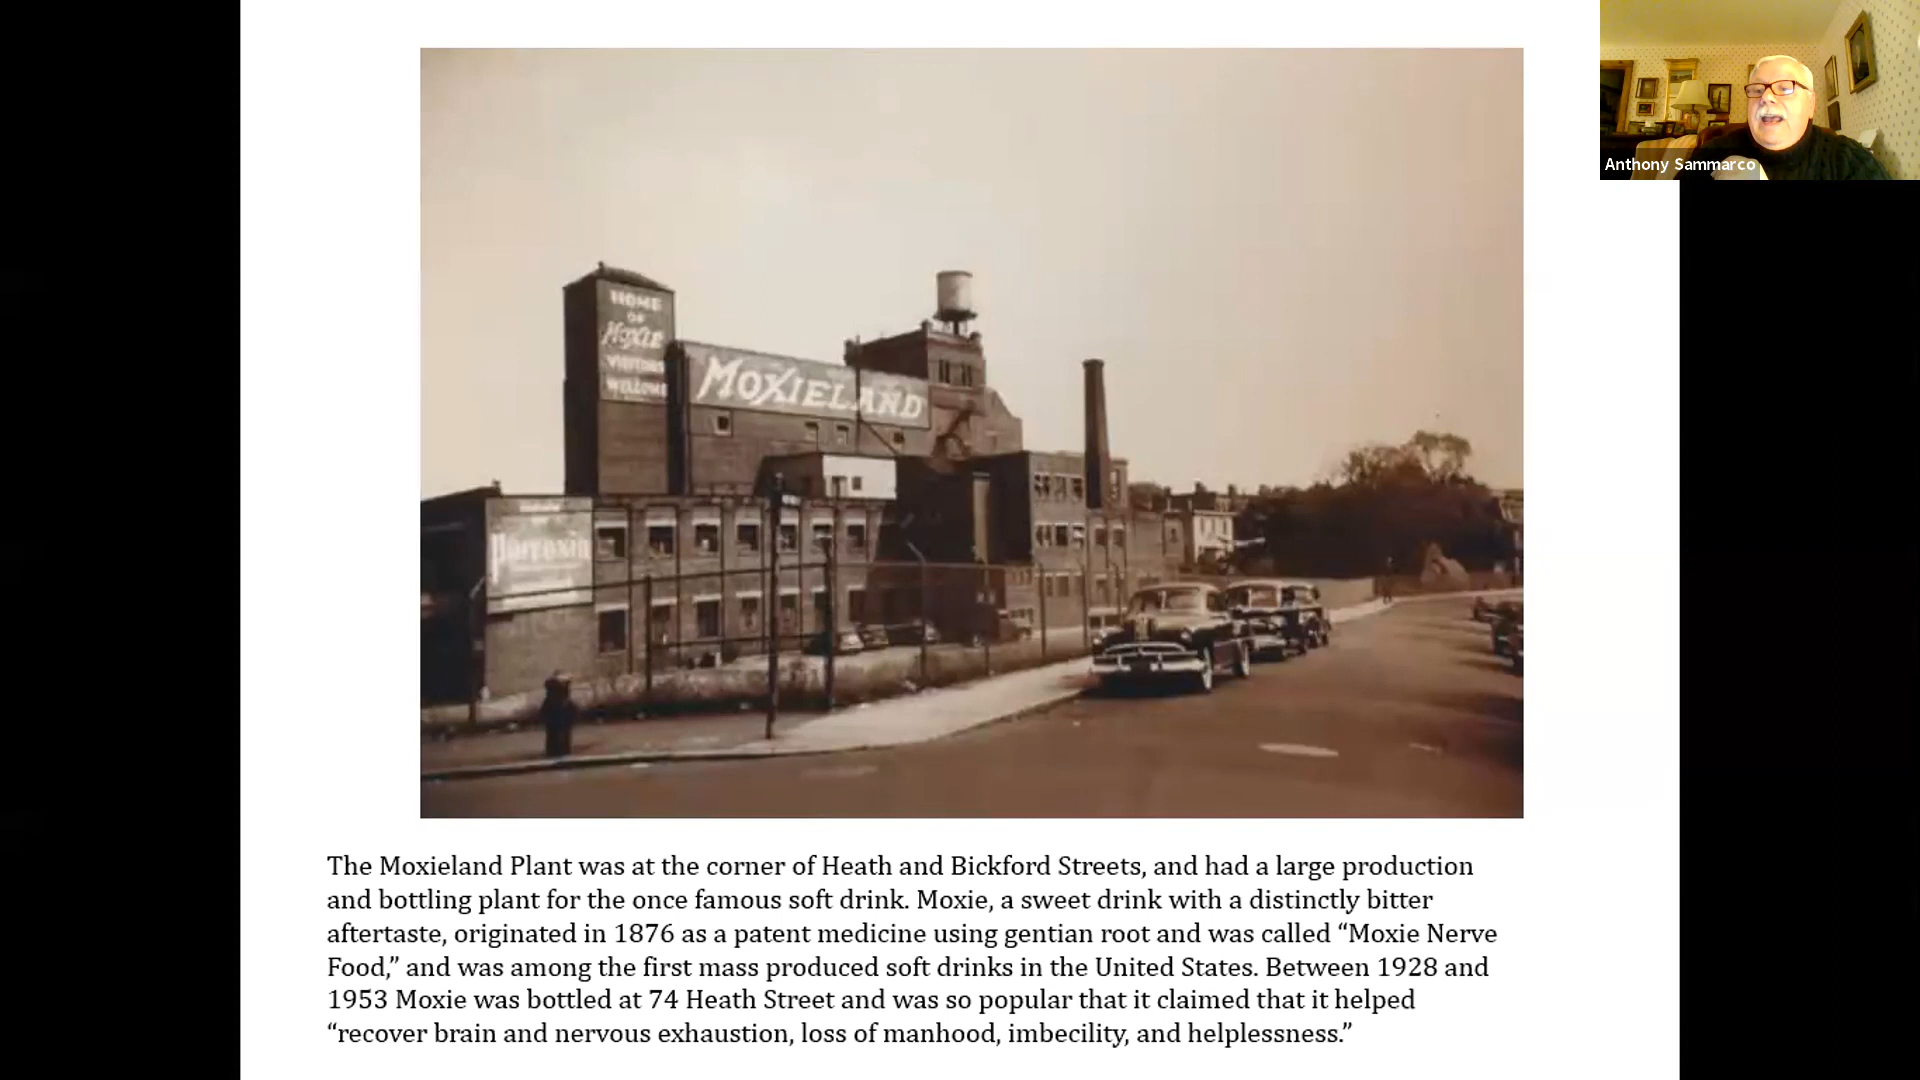 Anthony Sammarco
HOME
OF
MOXIE
VISITORS
WELCOME
MOXIELAND
The Moxieland Plant was at the corner of Heath and Bickford Streets, and had a large production
and bottling plant for the once famous soft drink. Moxie, a sweet drink with a distinctly bitter
aftertaste, originated in 1876 as a patent medicine using gentian root and was called “Moxie Nerve
Food,” and was among the first mass produced soft drinks in the United States. Between 1928 and
1953 Moxie was bottled at 74 Heath Street and was so popular that it claimed that it helped
“recover brain and nervous exhaustion, loss of manhood, imbecility, and helplessness.”